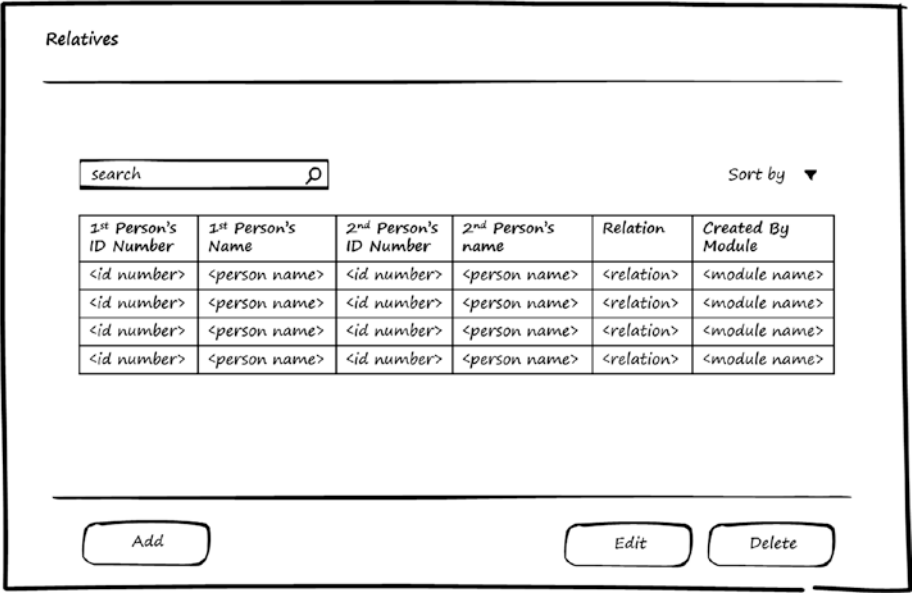 Relatives
search
Sort by
1st Person's ID Number
1st Person's Name
2nd Person's ID Number
2nd Person's name
Relation
Created By Module
<id number> <person name> <id number> <person name> <relation> <module name>
<id number> <person name> <id number> <person name> <relation> <module name>
<id number> <person name> <id number> <person name> <relation> <module name>
<id number> <person name> <id number> <person name> <relation> <module name>
Add
Edit
Delete